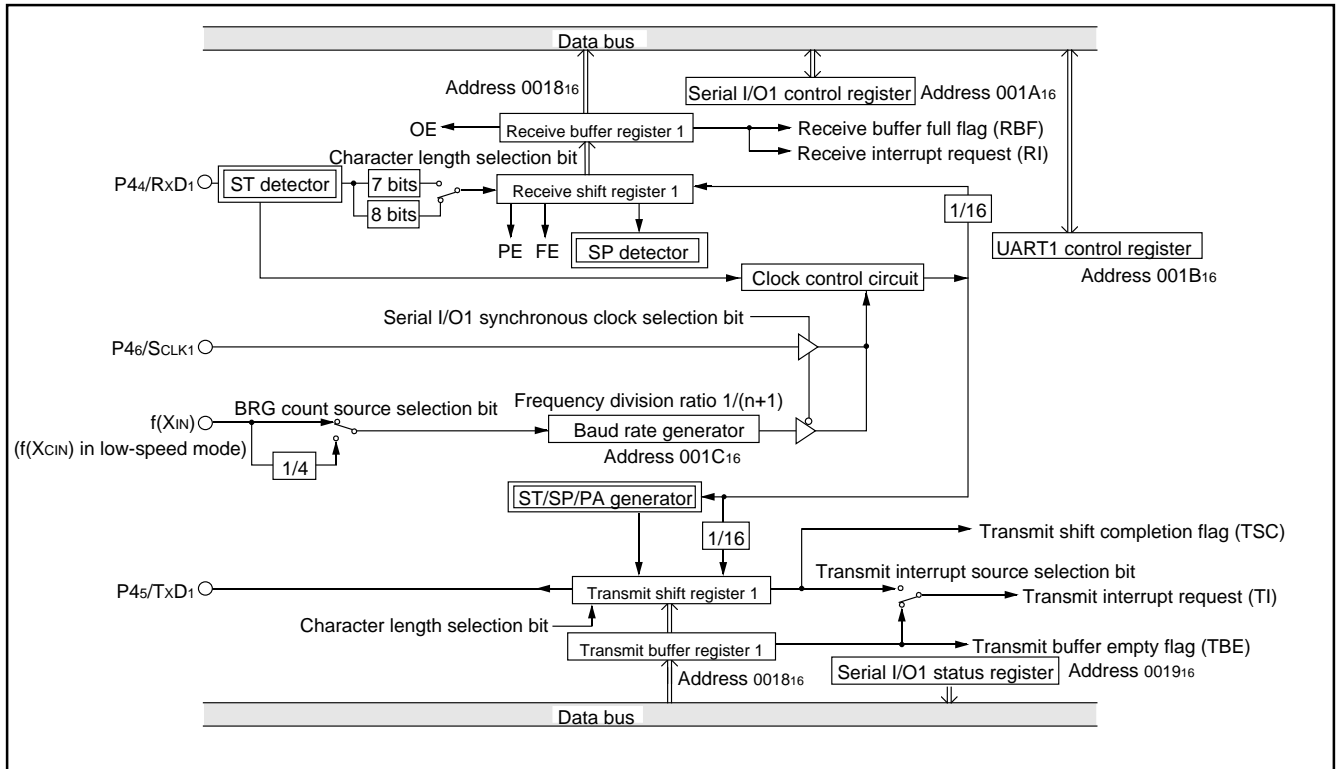 Data bus
Address 0018₁₆
Serial I/O1 control register Address 001A₁₆
OE Receive buffer register 1 Receive buffer full flag (RBF)
Receive interrupt request (RI)
Character length selection bit
P4₄/RXD₁ ST detector 7 bits Receive shift register 1
8 bits
1/16
PE FE SP detector
UART1 control register
Address 001B₁₆
Clock control circuit
Serial I/O1 synchronous clock selection bit
P4₆/SCLK1
BRG count source selection bit Frequency division ratio 1/(n+1)
f(XIN) Baud rate generator
(f(XCIN) in low-speed mode) Address 001C₁₆
1/4
ST/SP/PA generator
1/16 Transmit shift completion flag (TSC)
Transmit interrupt source selection bit
P4₅/TXD₁ Transmit shift register 1 Transmit interrupt request (TI)
Character length selection bit
Transmit buffer register 1 Transmit buffer empty flag (TBE)
Address 0018₁₆ Serial I/O1 status register Address 0019₁₆
Data bus